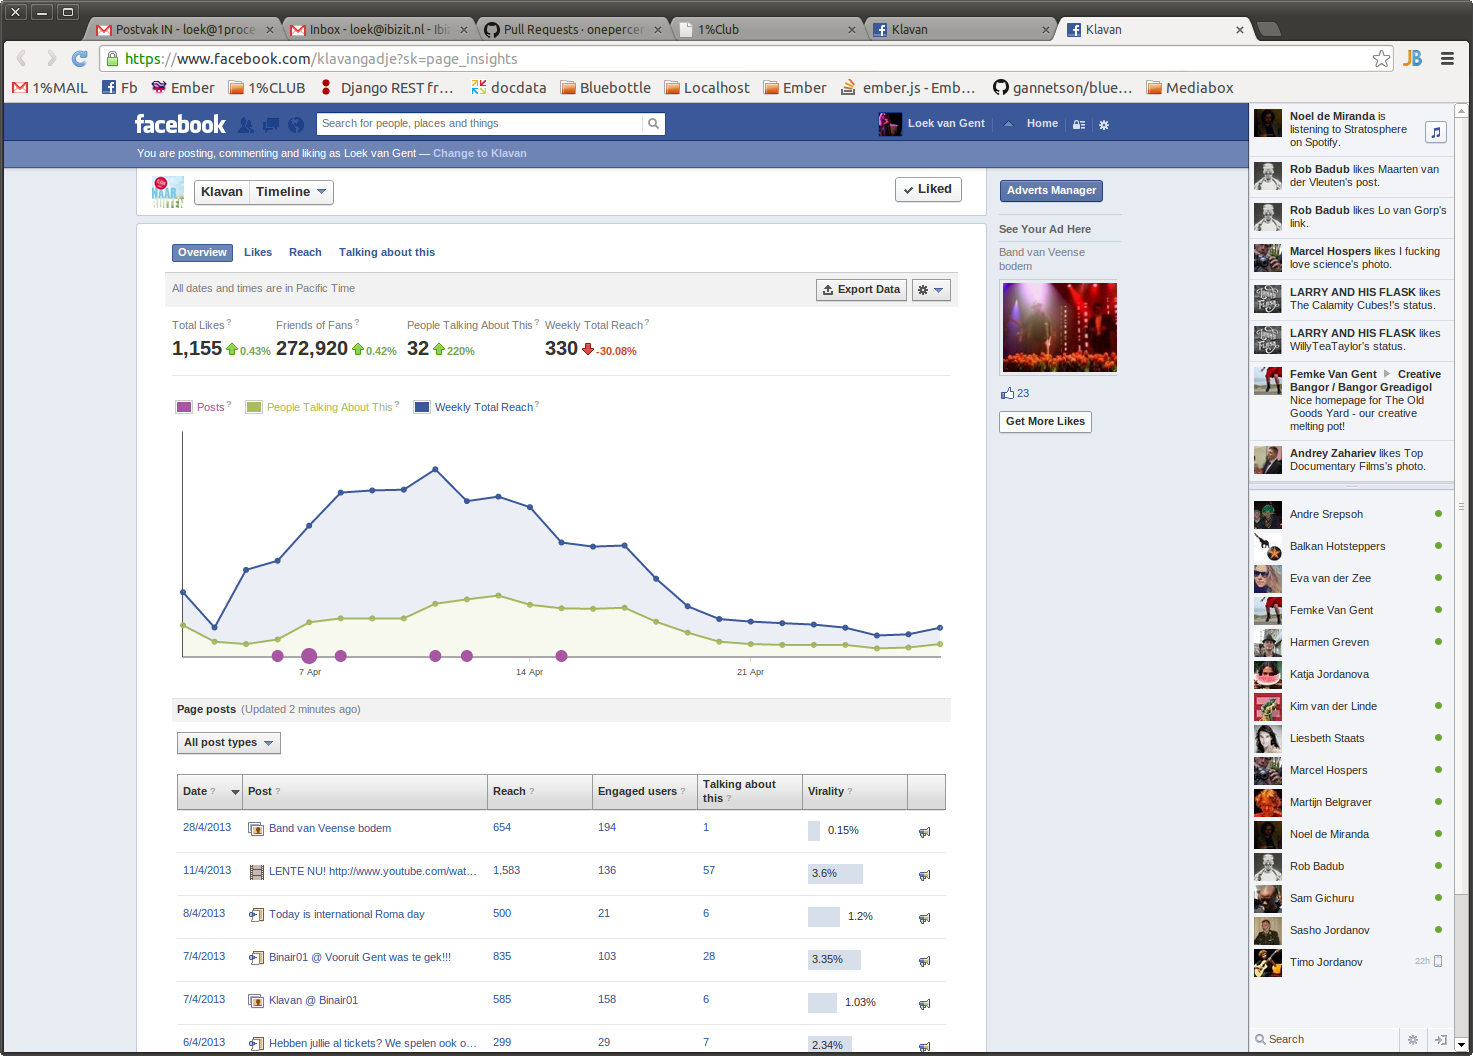 Postvak IN - loek@1proce
Inbox - loek@ibizit.nl - Ibiz
Pull Requests · onepercen
1%Club
Klavan
Klavan
https://www.facebook.com/klavangadje?sk=page_insights
1%MAIL
Fb
Ember
1%CLUB
Django REST fr...
docdata
Bluebottle
Localhost
Ember
ember.js - Emb...
gannetson/blue...
Mediabox
facebook
Search for people, places and things
Loek van Gent
Home
You are posting, commenting and liking as Loek van Gent — Change to Klavan
NAAR
BUITEN
Klavan
Timeline
Liked
Overview
Likes
Reach
Talking about this
All dates and times are in Pacific Time
Export Data
Total Likes?
Friends of Fans?
People Talking About This?
Weekly Total Reach?
1,155 0.43%
272,920 0.42%
32 220%
330 -30.08%
Posts?
People Talking About This?
Weekly Total Reach?
7 Apr
14 Apr
21 Apr
Page posts (Updated 2 minutes ago)
All post types
Date ?
Post ?
Reach ?
Engaged users ?
Talking about this ?
Virality ?
28/4/2013 Band van Veense bodem 654 194 1 0.15%
11/4/2013 LENTE NU! http://www.youtube.com/wat... 1,583 136 57 3.6%
8/4/2013 Today is international Roma day 500 21 6 1.2%
7/4/2013 Binair01 @ Vooruit Gent was te gek!!! 835 103 28 3.35%
7/4/2013 Klavan @ Binair01 585 158 6 1.03%
6/4/2013 Hebben jullie al tickets? We spelen ook o... 299 29 7 2.34%
Adverts Manager
See Your Ad Here
Band van Veense
bodem
23
Get More Likes
Noel de Miranda is
listening to Stratosphere
on Spotify.
Rob Badub likes Maarten van
der Vleuten's post.
Rob Badub likes Lo van Gorp's
link.
Marcel Hospers likes I fucking
love science's photo.
LARRY AND HIS FLASK likes
The Calamity Cubes!'s status.
LARRY AND HIS FLASK likes
WillyTeaTaylor's status.
Femke Van Gent ▶ Creative
Bangor / Bangor Greadigol
Nice homepage for The Old
Goods Yard - our creative
melting pot!
Andrey Zahariev likes Top
Documentary Films's photo.
Andre Srepsoh
Balkan Hotsteppers
Eva van der Zee
Femke Van Gent
Harmen Greven
Katja Jordanova
Kim van der Linde
Liesbeth Staats
Marcel Hospers
Martijn Belgraver
Noel de Miranda
Rob Badub
Sam Gichuru
Sasho Jordanov
Timo Jordanov 22h
Search